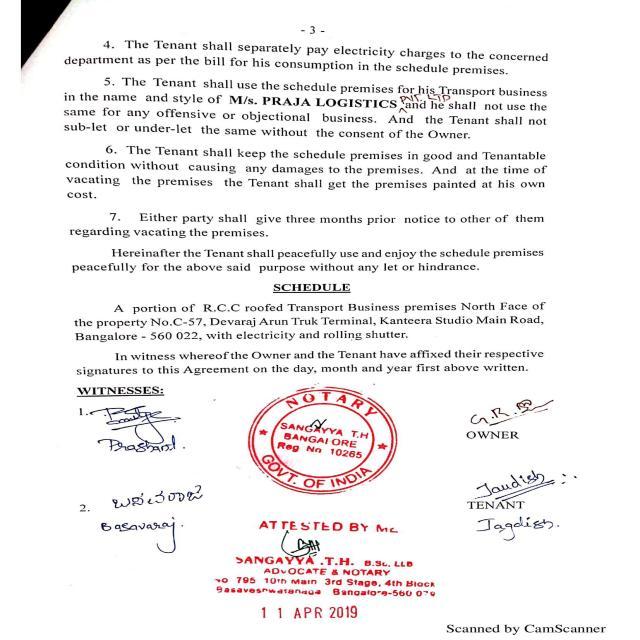 - 3 -
4. The Tenant shall separately pay electricity charges to the concerned
department as per the bill for his consumption in the schedule premises.
5. The Tenant shall use the schedule premises for his Transport business
in the name and style of M/s. PRAJA LOGISTICS PVT. LTD and he shall not use the
same for any offensive or objectional business. And the Tenant shall not
sub-let or under-let the same without the consent of the Owner.
6. The Tenant shall keep the schedule premises in good and Tenantable
condition without causing any damages to the premises. And at the time of
vacating the premises the Tenant shall get the premises painted at his own
cost.
7. Either party shall give three months prior notice to other of them
regarding vacating the premises.
Hereinafter the Tenant shall peacefully use and enjoy the schedule premises
peacefully for the above said purpose without any let or hindrance.
SCHEDULE
A portion of R.C.C roofed Transport Business premises North Face of
the property No.C-57, Devaraj Arun Truk Terminal, Kanteera Studio Main Road,
Bangalore - 560 022, with electricity and rolling shutter.
In witness whereof the Owner and the Tenant have affixed their respective
signatures to this Agreement on the day, month and year first above written.
WITNESSES:
1.
Prashant.
NOTARY
SANGAYYA T.H
BANGALORE
Reg No 10265
GOVT. OF INDIA
G.R.
OWNER
2. ಬಸವರಾಜ
Basavaraj.
TENANT
Jagdish.
ATTESTED BY ME
SANGAYYA .T.H. B.Sc, LLB
ADVOCATE & NOTARY
No 795 10th Main 3rd Stage, 4th Block
Basaveshwaranaga Bangalore-560 079
11 APR 2019
Scanned by CamScanner